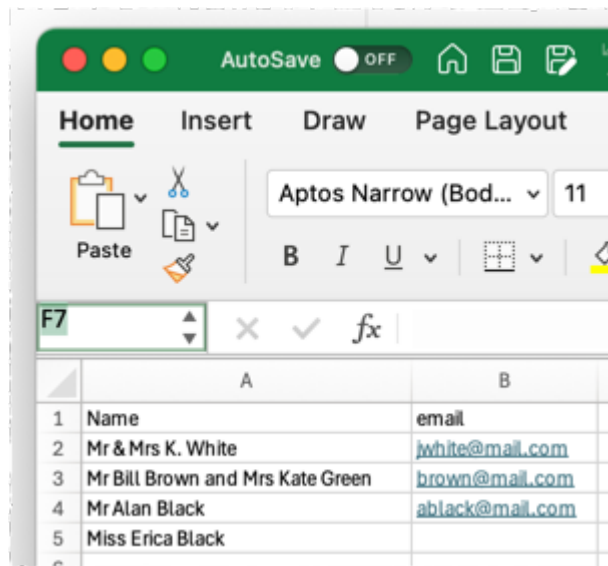 AutoSave OFF
Home Insert Draw Page Layout
Paste
Aptos Narrow (Bod... 11
B I U
F7 fx
A B
1 Name email
2 Mr & Mrs K. White jwhite@mail.com
3 Mr Bill Brown and Mrs Kate Green brown@mail.com
4 Mr Alan Black ablack@mail.com
5 Miss Erica Black